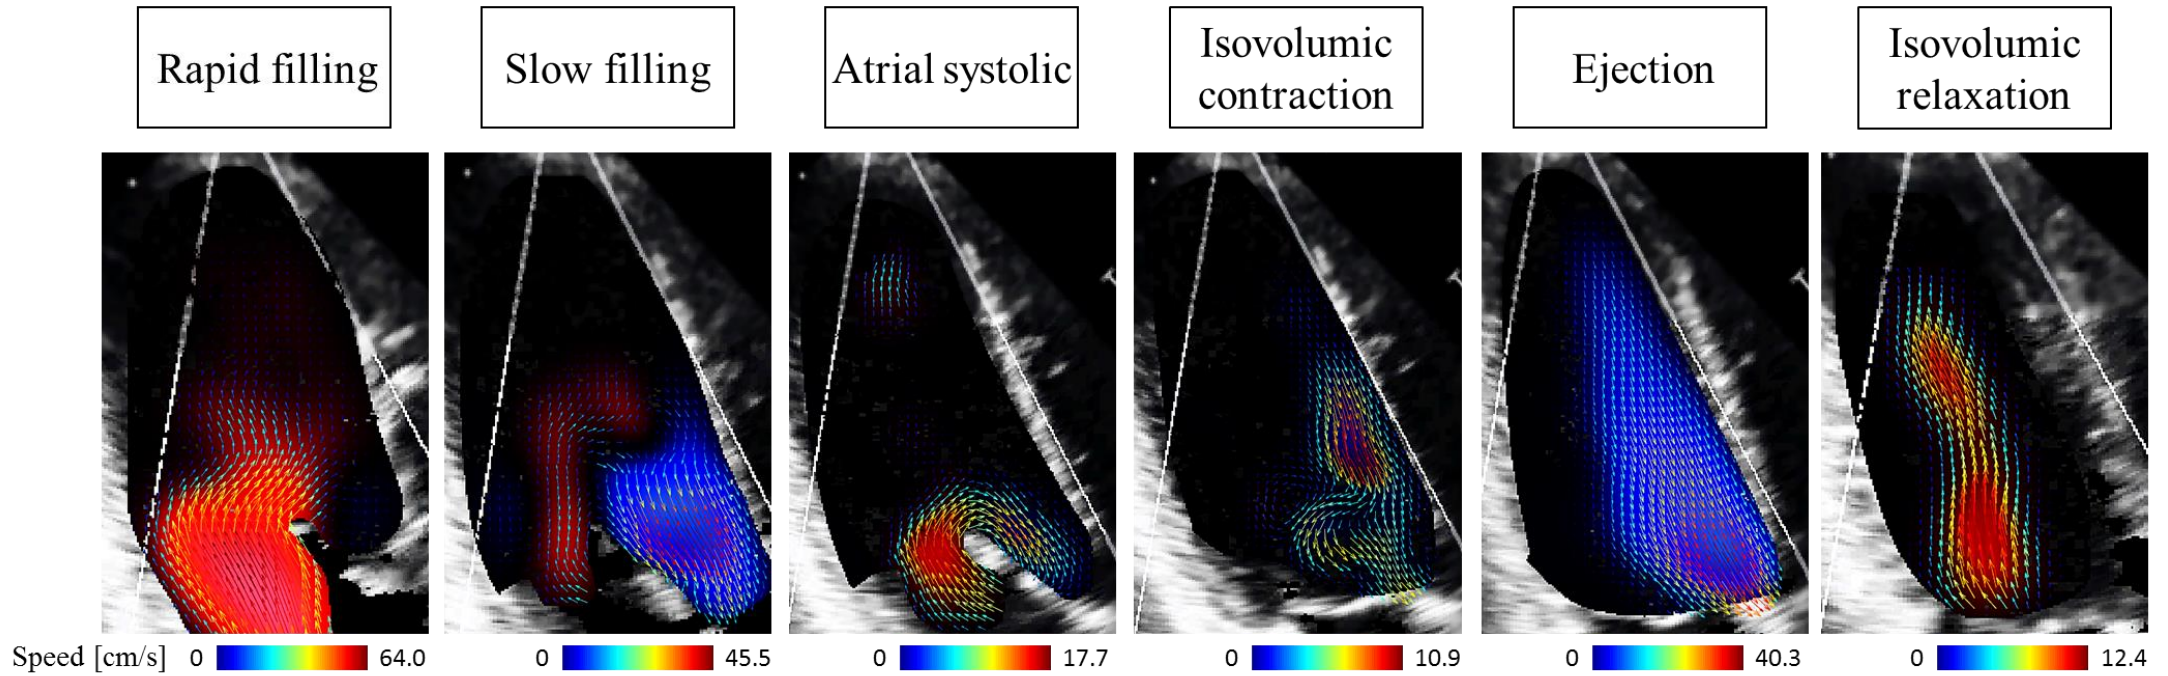 Rapid filling
Slow filling
Atrial systolic
Isovolumic
contraction
Ejection
Isovolumic
relaxation
Speed [cm/s] 0 64.0
0 45.5
0 17.7
0 10.9
0 40.3
0 12.4